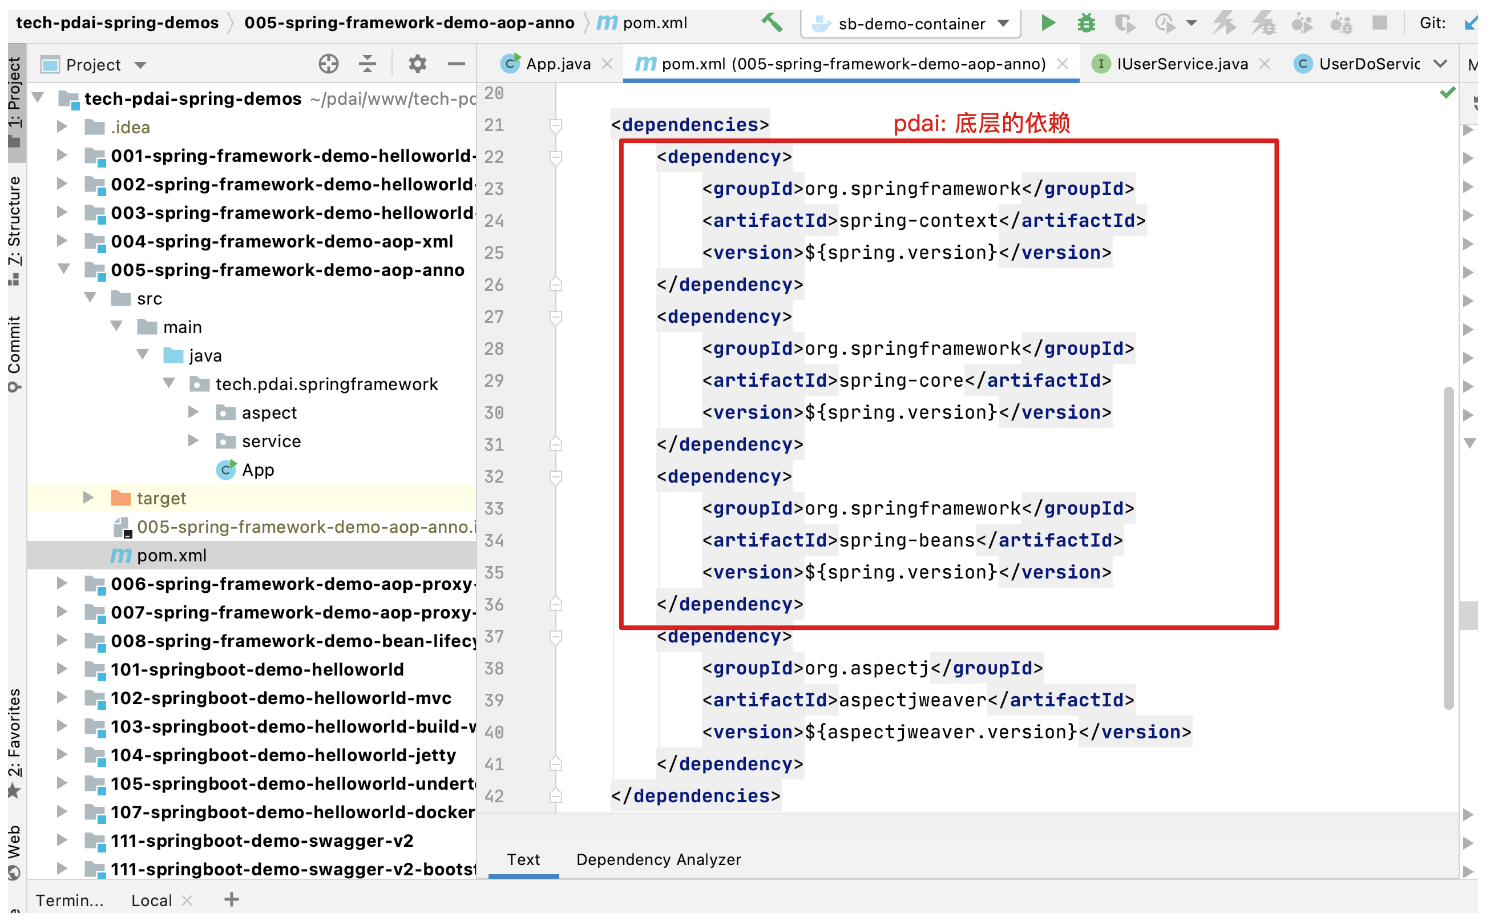 tech-pdai-spring-demos 005-spring-framework-demo-aop-anno pom.xml sb-demo-container Git:
1: Project
Z: Structure
Commit
2: Favorites
Web
Project
tech-pdai-spring-demos ~/pdai/www/tech-pd
.idea
001-spring-framework-demo-helloworld-
002-spring-framework-demo-helloworld
003-spring-framework-demo-helloworld
004-spring-framework-demo-aop-xml
005-spring-framework-demo-aop-anno
src
main
java
tech.pdai.springframework
aspect
service
App
target
005-spring-framework-demo-aop-anno.i
pom.xml
006-spring-framework-demo-aop-proxy-
007-spring-framework-demo-aop-proxy-
008-spring-framework-demo-bean-lifecy
101-springboot-demo-helloworld
102-springboot-demo-helloworld-mvc
103-springboot-demo-helloworld-build-w
104-springboot-demo-helloworld-jetty
105-springboot-demo-helloworld-underto
107-springboot-demo-helloworld-docker
111-springboot-demo-swagger-v2
111-springboot-demo-swagger-v2-bootst
App.java pom.xml (005-spring-framework-demo-aop-anno) IUserService.java UserDoServic M
20
21 <dependencies>
pdai: 底层的依赖
22 <dependency>
23 <groupId>org.springframework</groupId>
24 <artifactId>spring-context</artifactId>
25 <version>${spring.version}</version>
26 </dependency>
27 <dependency>
28 <groupId>org.springframework</groupId>
29 <artifactId>spring-core</artifactId>
30 <version>${spring.version}</version>
31 </dependency>
32 <dependency>
33 <groupId>org.springframework</groupId>
34 <artifactId>spring-beans</artifactId>
35 <version>${spring.version}</version>
36 </dependency>
37 <dependency>
38 <groupId>org.aspectj</groupId>
39 <artifactId>aspectjweaver</artifactId>
40 <version>${aspectjweaver.version}</version>
41 </dependency>
42 </dependencies>
Text Dependency Analyzer
Termin... Local +